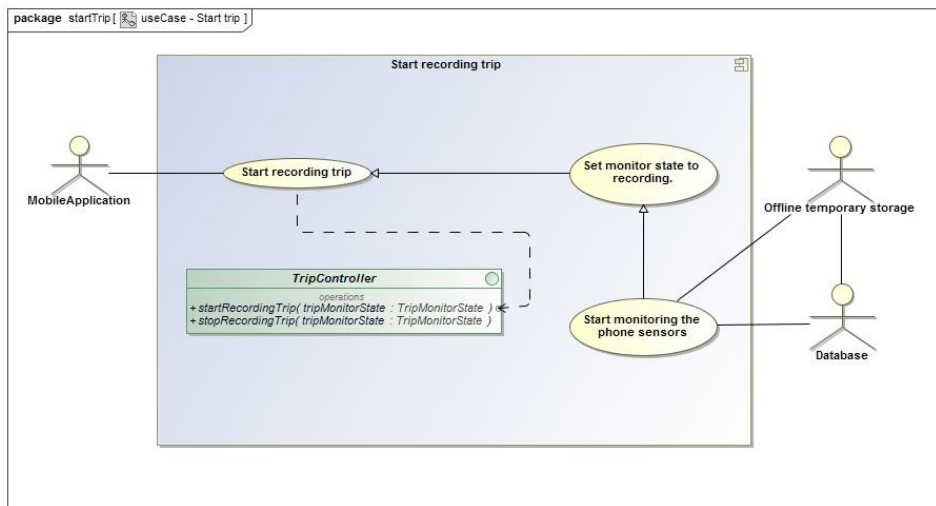 package startTrip [ useCase - Start trip ]
Start recording trip
MobileApplication
Start recording trip
Set monitor state to
recording.
Offline temporary storage
TripController
operations
+startRecordingTrip( tripMonitorState : TripMonitorState )
+stopRecordingTrip( tripMonitorState : TripMonitorState )
Start monitoring the
phone sensors
Database